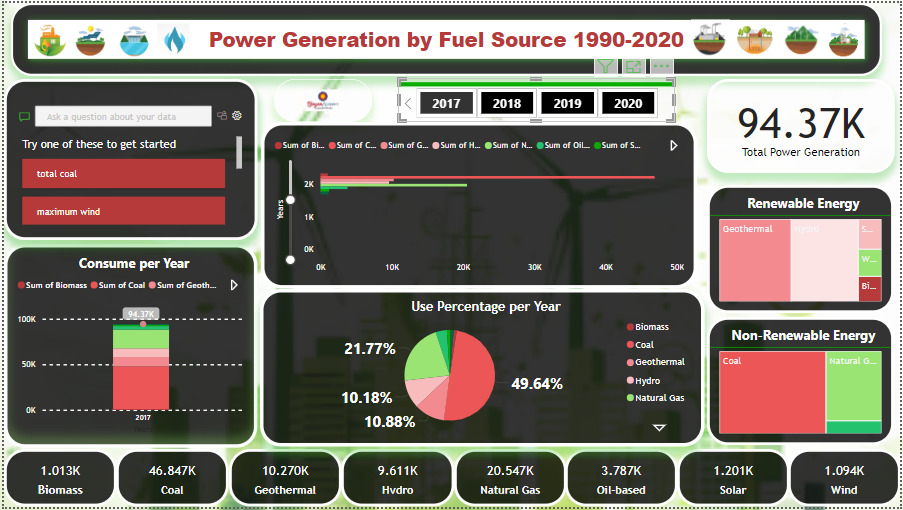 Power Generation by Fuel Source 1990-2020
2017
2018
2019
2020
94.37K
Total Power Generation
Ask a question about your data
Try one of these to get started
total coal
maximum wind
Sum of Bi... Sum of C... Sum of G... Sum of H... Sum of N... Sum of Oil... Sum of S...
Years
2K
1K
0K
0K 10K 20K 30K 40K 50K
Renewable Energy
Geothermal
Hydro
S...
W...
Bi...
Consume per Year
Sum of Biomass Sum of Coal Sum of Geoth...
100K
94.37K
50K
0K
2017
Use Percentage per Year
21.77%
10.18%
10.88%
49.64%
Biomass
Coal
Geothermal
Hydro
Natural Gas
Non-Renewable Energy
Coal
Natural G...
1.013K
Biomass
46.847K
Coal
10.270K
Geothermal
9.611K
Hydro
20.547K
Natural Gas
3.787K
Oil-based
1.201K
Solar
1.094K
Wind